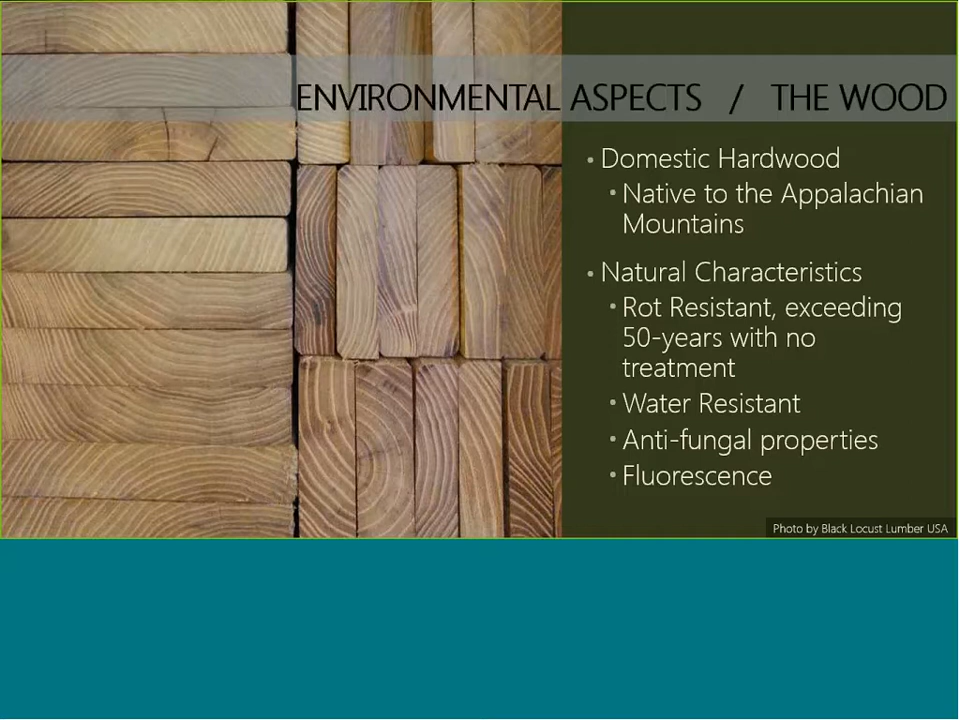 ENVIRONMENTAL ASPECTS / THE WOOD
• Domestic Hardwood
• Native to the Appalachian
Mountains
• Natural Characteristics
• Rot Resistant, exceeding
50-years with no
treatment
• Water Resistant
• Anti-fungal properties
• Fluorescence
Photo by Black Locust Lumber USA